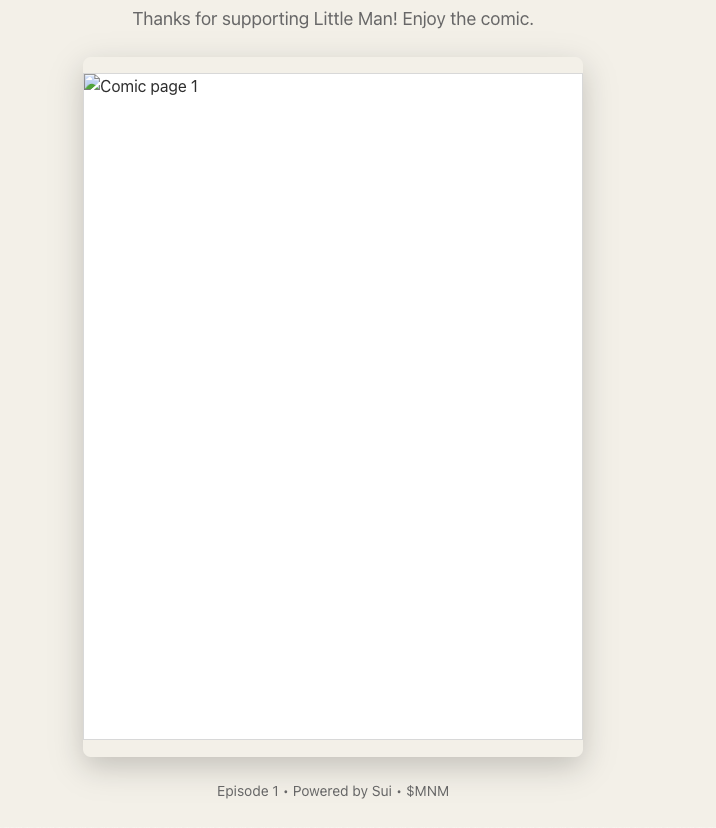 Thanks for supporting Little Man! Enjoy the comic.
Comic page 1
Episode 1 • Powered by Sui • $MNM